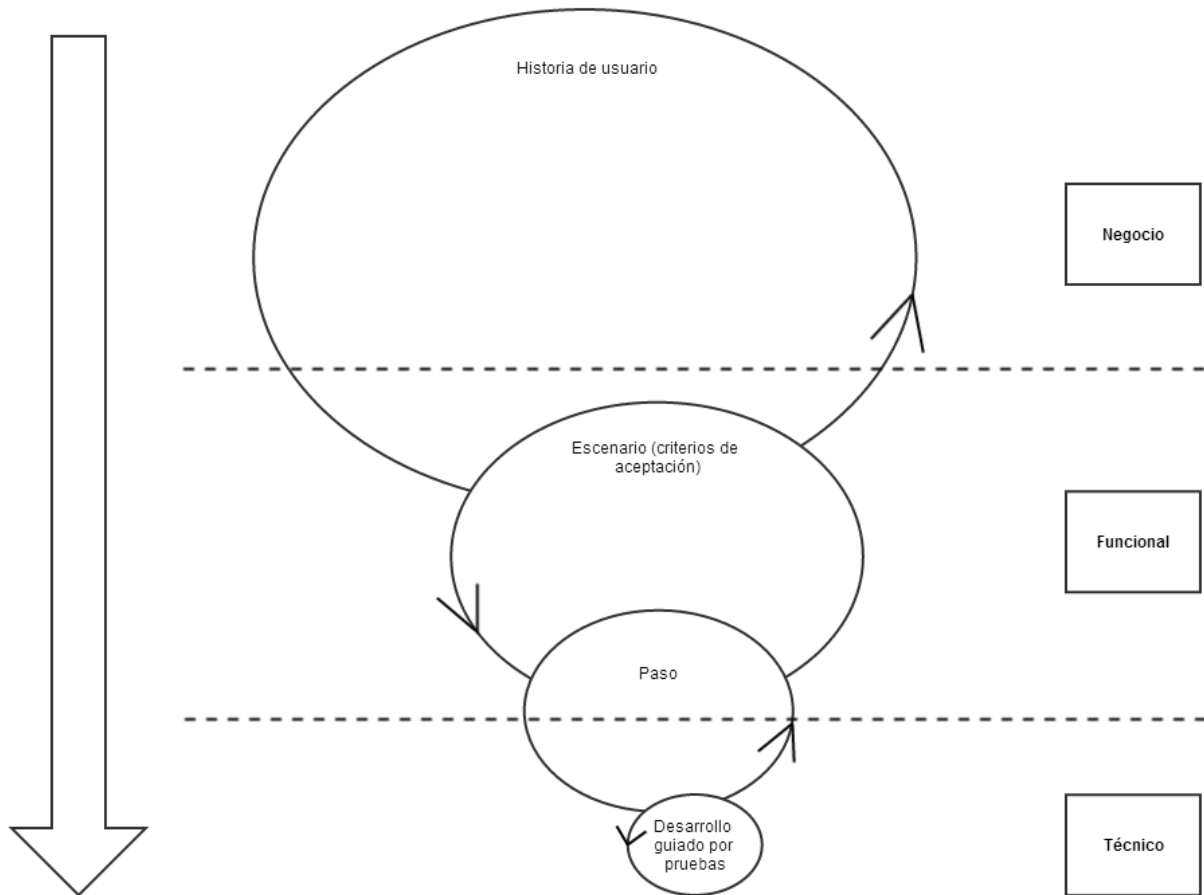 Historia de usuario
Negocio
Escenario (criterios de
aceptación)
Funcional
Paso
Desarrollo
guiado por
pruebas
Técnico